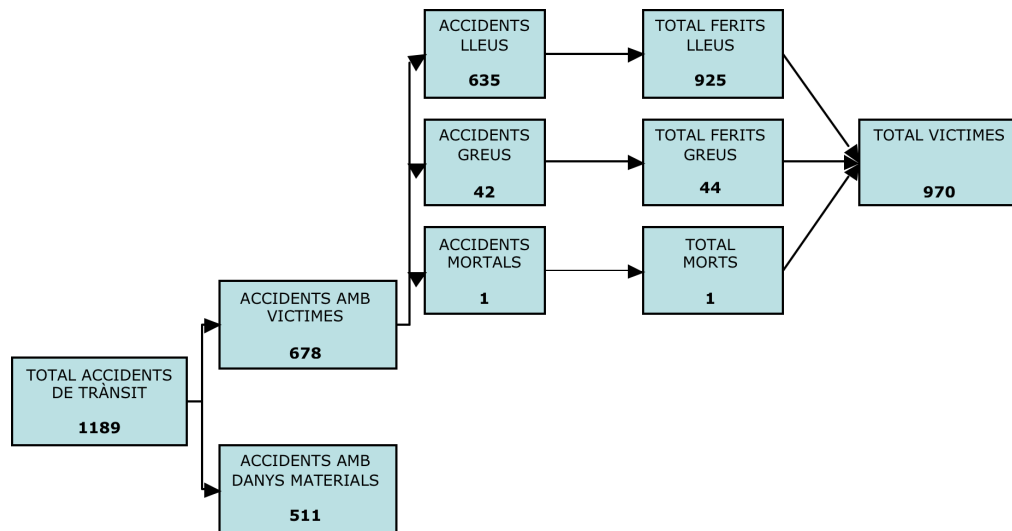 ACCIDENTS
LLEUS
635
TOTAL FERITS
LLEUS
925
ACCIDENTS
GREUS
42
TOTAL FERITS
GREUS
44
TOTAL VICTIMES
970
ACCIDENTS
MORTALS
1
TOTAL
MORTS
1
ACCIDENTS AMB
VICTIMES
678
TOTAL ACCIDENTS
DE TRÀNSIT
1189
ACCIDENTS AMB
DANYS MATERIALS
511